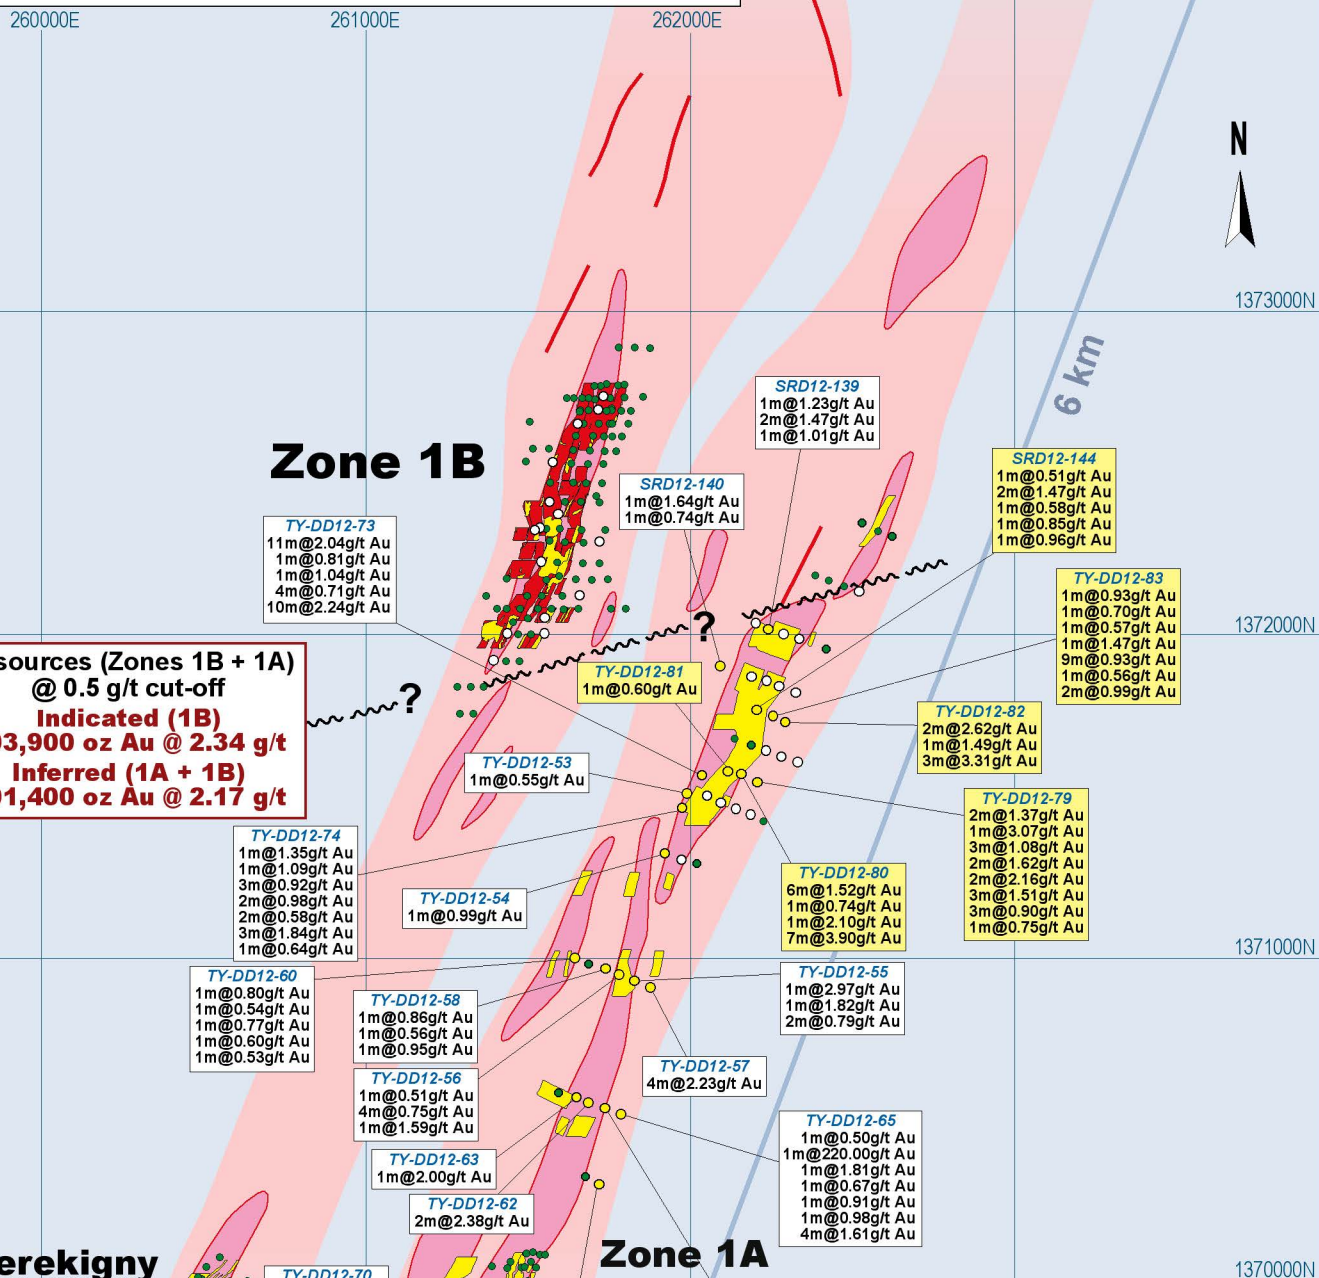 260000E
261000E
262000E
N
1373000N
6 km
SRD12-139
1m@1.23g/t Au
2m@1.47g/t Au
1m@1.01g/t Au
Zone 1B
SRD12-144
1m@0.51g/t Au
2m@1.47g/t Au
1m@0.58g/t Au
1m@0.85g/t Au
1m@0.96g/t Au
SRD12-140
1m@1.64g/t Au
1m@0.74g/t Au
TY-DD12-73
11m@2.04g/t Au
1m@0.81g/t Au
1m@1.04g/t Au
4m@0.71g/t Au
10m@2.24g/t Au
TY-DD12-83
1m@0.93g/t Au
1m@0.70g/t Au
1m@0.57g/t Au
1m@1.47g/t Au
9m@0.93g/t Au
1m@0.56g/t Au
2m@0.99g/t Au
1372000N
?
?
sources (Zones 1B + 1A)
@ 0.5 g/t cut-off
Indicated (1B)
3,900 oz Au @ 2.34 g/t
Inferred (1A + 1B)
1,400 oz Au @ 2.17 g/t
TY-DD12-81
1m@0.60g/t Au
TY-DD12-82
2m@2.62g/t Au
1m@1.49g/t Au
3m@3.31g/t Au
TY-DD12-53
1m@0.55g/t Au
TY-DD12-79
2m@1.37g/t Au
1m@3.07g/t Au
3m@1.08g/t Au
2m@1.62g/t Au
2m@2.16g/t Au
3m@1.51g/t Au
3m@0.90g/t Au
1m@0.75g/t Au
TY-DD12-74
1m@1.35g/t Au
1m@1.09g/t Au
3m@0.92g/t Au
2m@0.98g/t Au
2m@0.58g/t Au
3m@1.84g/t Au
1m@0.64g/t Au
TY-DD12-80
6m@1.52g/t Au
1m@0.74g/t Au
1m@2.10g/t Au
7m@3.90g/t Au
TY-DD12-54
1m@0.99g/t Au
1371000N
TY-DD12-60
1m@0.80g/t Au
1m@0.54g/t Au
1m@0.77g/t Au
1m@0.60g/t Au
1m@0.53g/t Au
TY-DD12-55
1m@2.97g/t Au
1m@1.82g/t Au
2m@0.79g/t Au
TY-DD12-58
1m@0.86g/t Au
1m@0.56g/t Au
1m@0.95g/t Au
TY-DD12-57
4m@2.23g/t Au
TY-DD12-56
1m@0.51g/t Au
4m@0.75g/t Au
1m@1.59g/t Au
TY-DD12-65
1m@0.50g/t Au
1m@220.00g/t Au
1m@1.81g/t Au
1m@0.67g/t Au
1m@0.91g/t Au
1m@0.98g/t Au
4m@1.61g/t Au
TY-DD12-63
1m@2.00g/t Au
TY-DD12-62
2m@2.38g/t Au
Zone 1A
erekigny
TY-DD12-70
1370000N